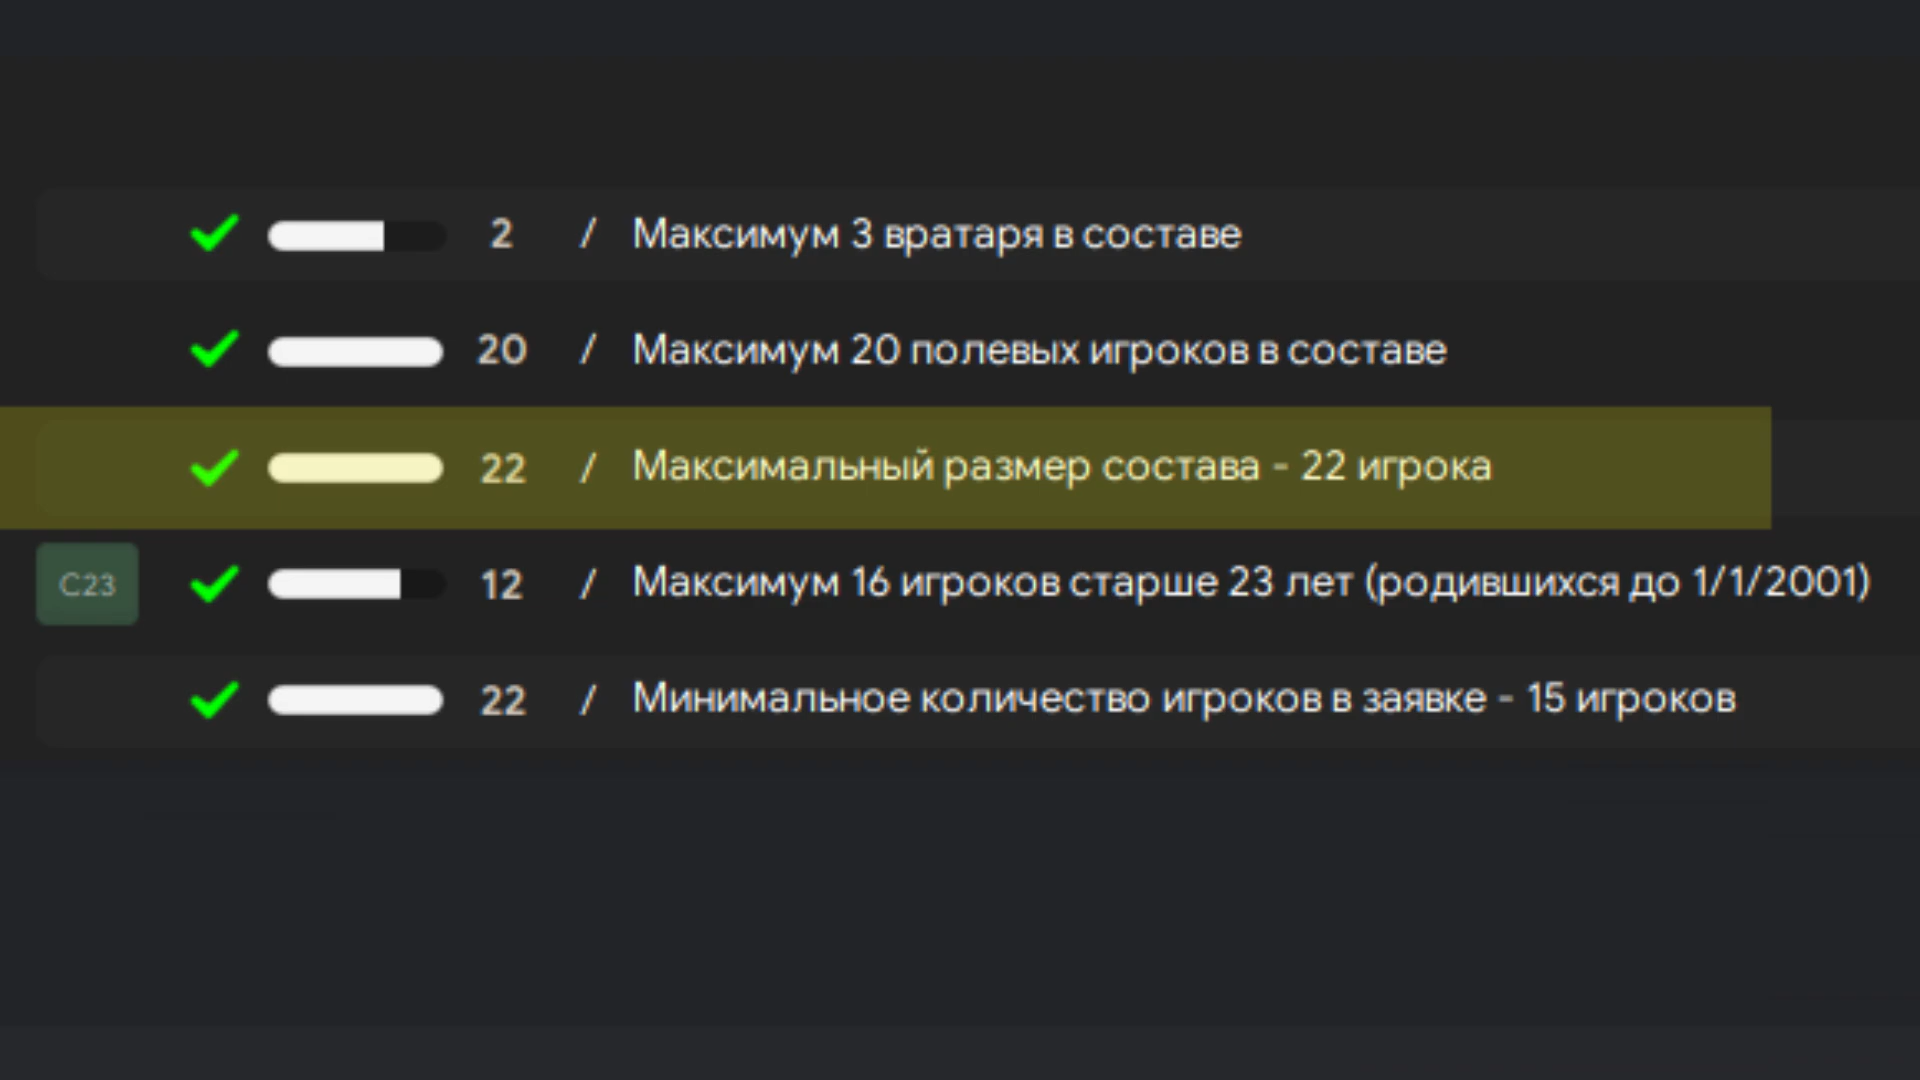 2 / Максимум 3 вратаря в составе
20 / Максимум 20 полевых игроков в составе
22 / Максимальный размер состава - 22 игрока
C23 12 / Максимум 16 игроков старше 23 лет (родившихся до 1/1/2001)
22 / Минимальное количество игроков в заявке - 15 игроков